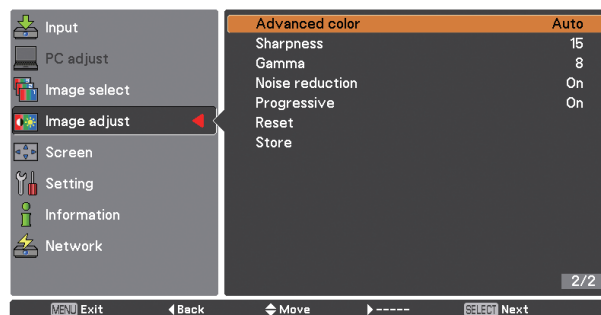 Input
PC adjust
Image select
Image adjust
Screen
Setting
Information
Network
Advanced color Auto
Sharpness 15
Gamma 8
Noise reduction On
Progressive On
Reset
Store
2/2
MENU Exit Back Move ----- SELECT Next